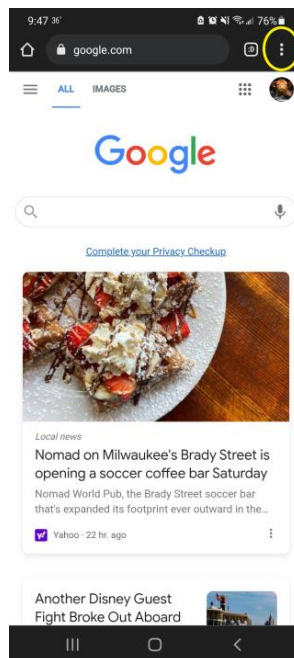 9:47 36° 76%
google.com :D
ALL IMAGES
Google
Complete your Privacy Checkup
Local news
Nomad on Milwaukee's Brady Street is
opening a soccer coffee bar Saturday
Nomad World Pub, the Brady Street soccer bar
that's expanded its footprint ever outward in the...
Yahoo · 22 hr. ago
Another Disney Guest
Fight Broke Out Aboard